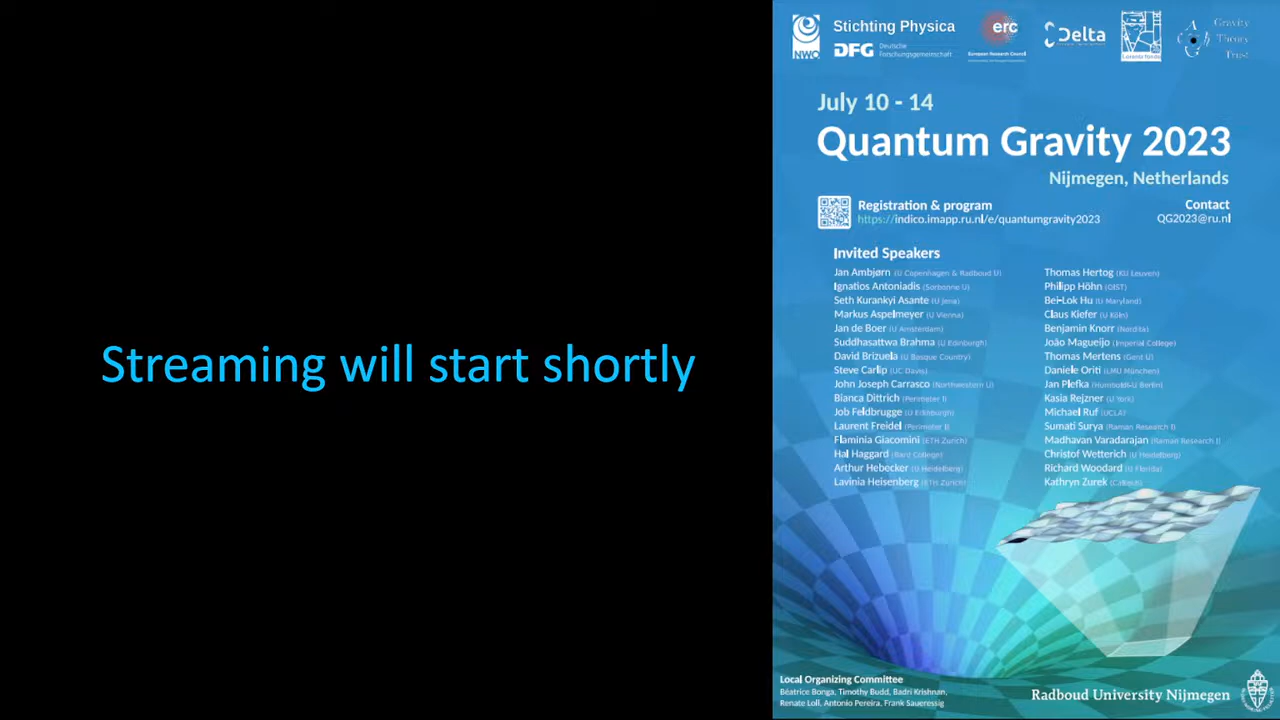 Streaming will start shortly
NWO
Stichting Physica
DFG Deutsche
Forschungsgemeinschaft
erc
European Research Council
Delta
Lorentz fonds
Gravity
Theory
Trust
July 10 - 14
Quantum Gravity 2023
Nijmegen, Netherlands
Registration & program
https://indico.imapp.ru.nl/e/quantumgravity2023
Contact
QG2023@ru.nl
Invited Speakers
Jan Ambjørn (U Copenhagen & Radboud U)
Ignatios Antoniadis (Sorbonne U)
Seth Kurankyi Asante (U Jena)
Markus Aspelmeyer (U Vienna)
Jan de Boer (U Amsterdam)
Suddhasattwa Brahma (U Edinburgh)
David Brizuela (U Basque Country)
Steve Carlip (UC Davis)
John Joseph Carrasco (Northwestern U)
Bianca Dittrich (Perimeter I)
Job Feldbrugge (U Edinburgh)
Laurent Freidel (Perimeter I)
Flaminia Giacomini (ETH Zurich)
Hal Haggard (Bard College)
Arthur Hebecker (U Heidelberg)
Lavinia Heisenberg (ETH Zurich)
Thomas Hertog (KU Leuven)
Philipp Höhn (OIST)
Bei-Lok Hu (U Maryland)
Claus Kiefer (U Köln)
Benjamin Knorr (Nordita)
João Magueijo (Imperial College)
Thomas Mertens (Gent U)
Daniele Oriti (LMU München)
Jan Plefka (Humboldt-U Berlin)
Kasia Rejzner (U York)
Michael Ruf (UCLA)
Sumati Surya (Raman Research I)
Madhavan Varadarajan (Raman Research I)
Christof Wetterich (U Heidelberg)
Richard Woodard (U Florida)
Kathryn Zurek (Caltech)
Local Organizing Committee
Béatrice Bonga, Timothy Budd, Badri Krishnan,
Renate Loll, Antonio Pereira, Frank Saueressig
Radboud University Nijmegen